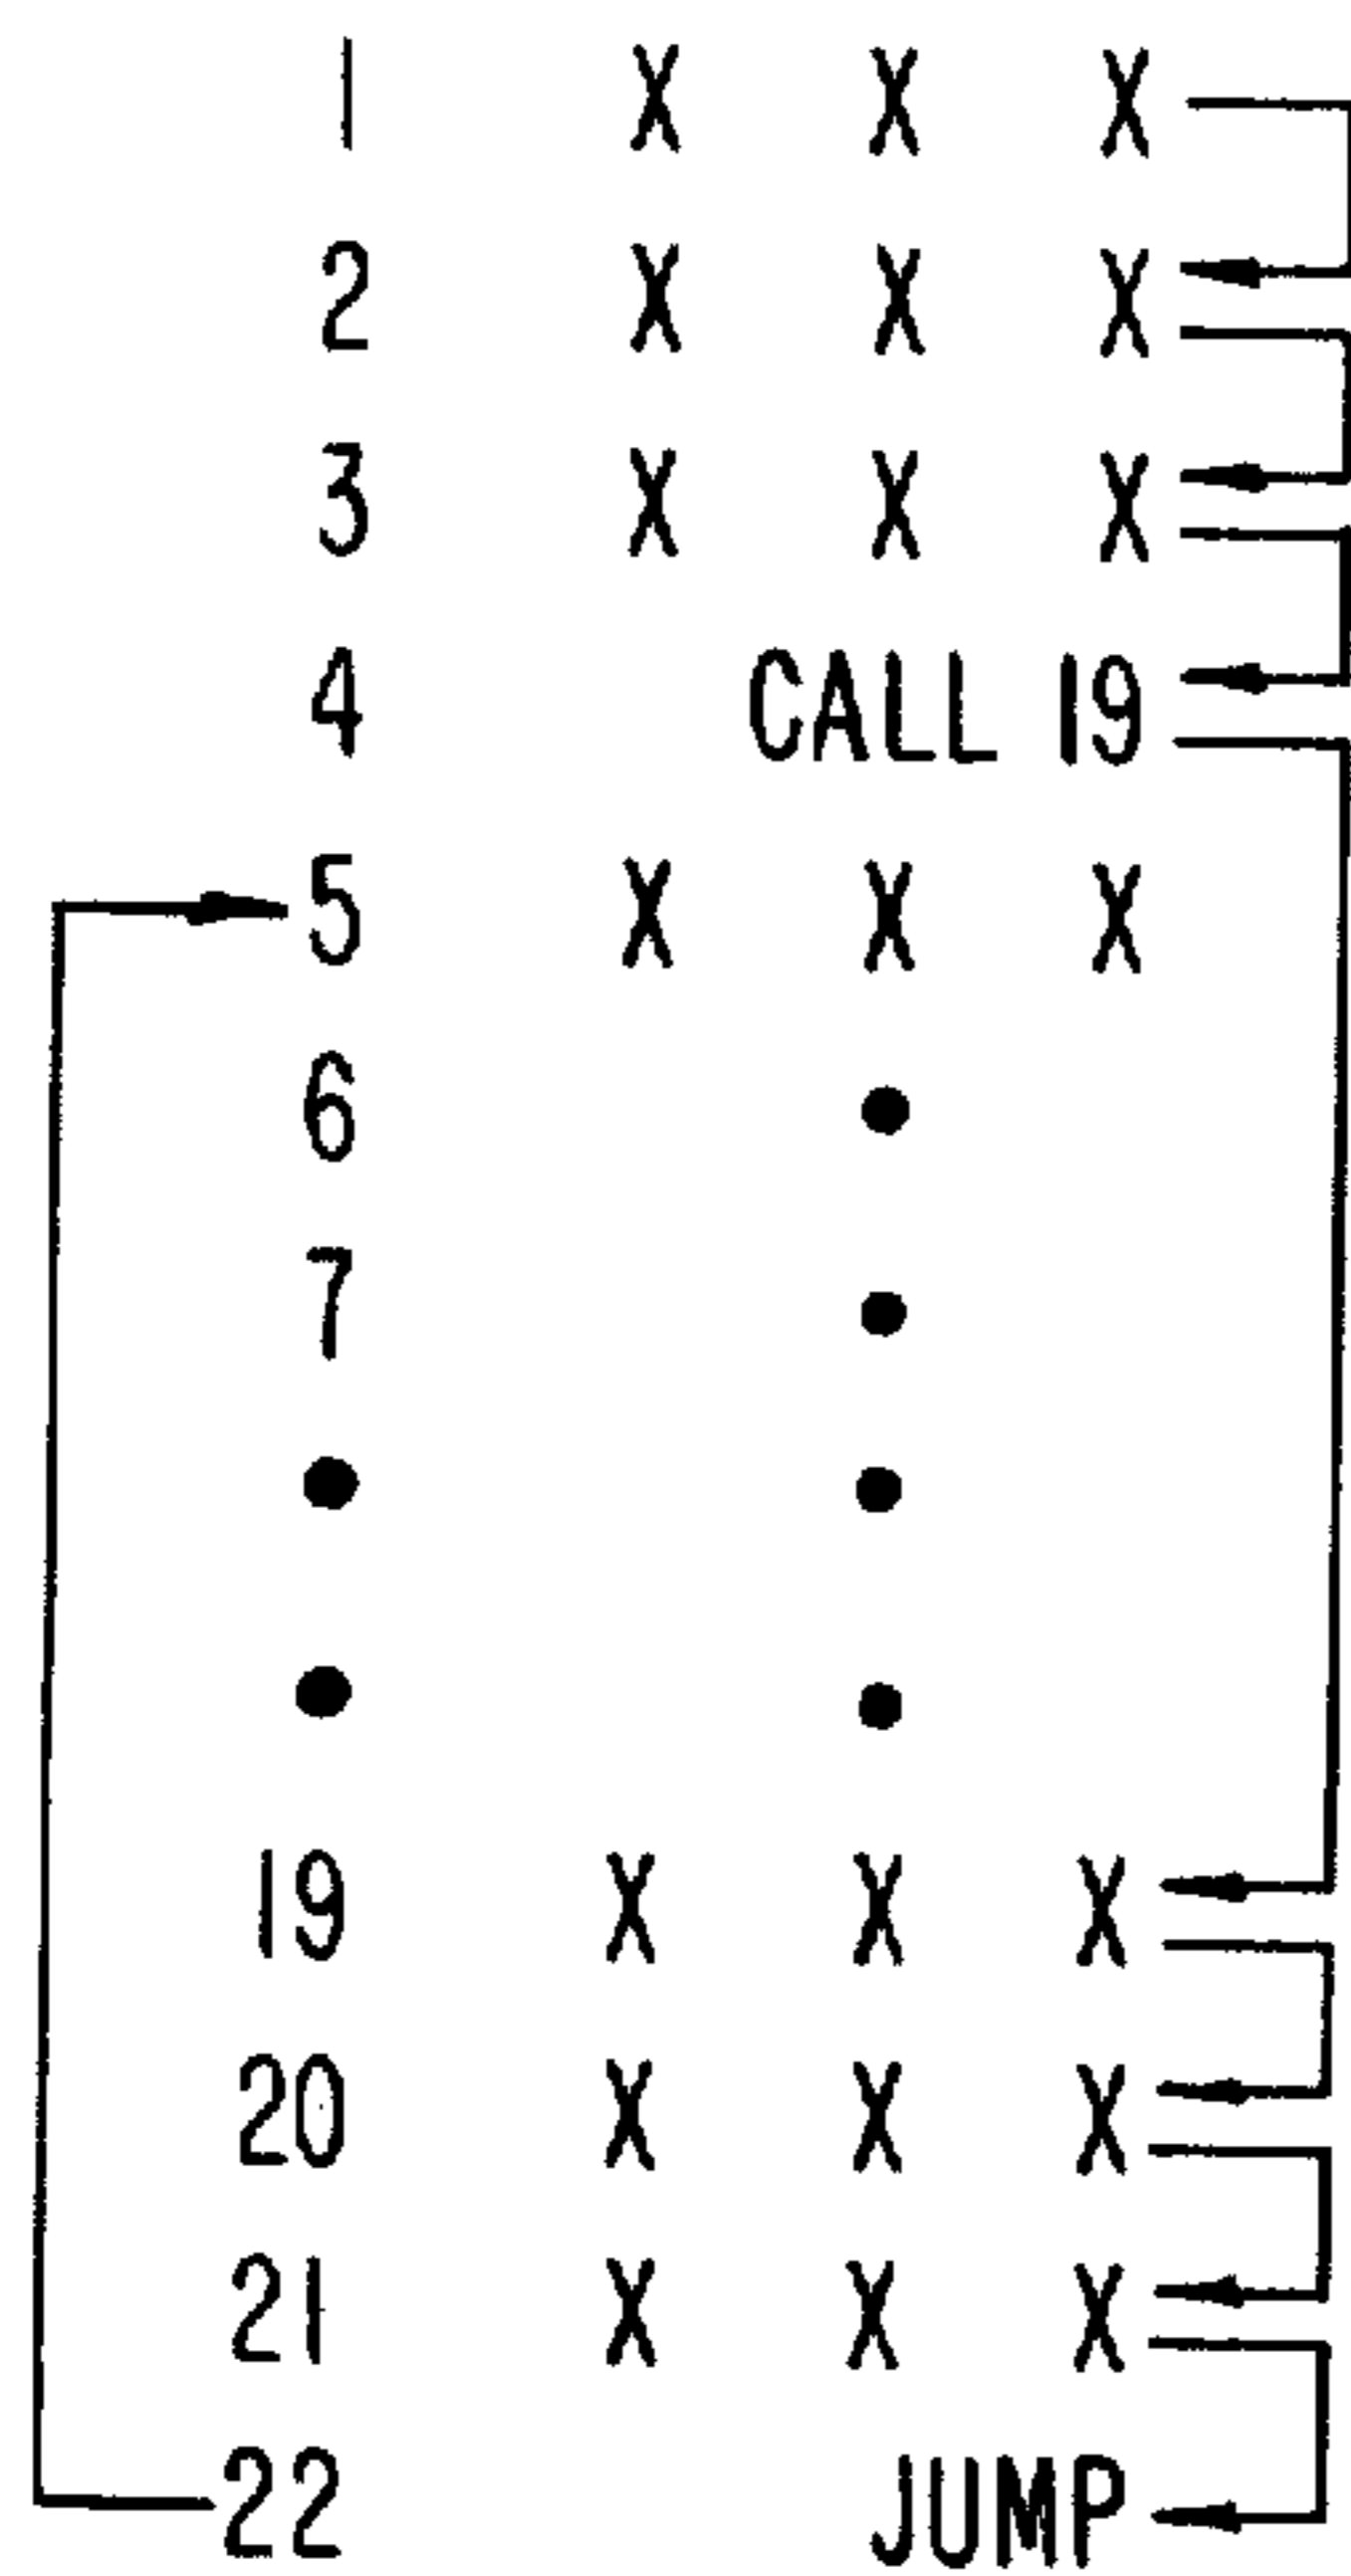 1 X X X
2 X X X
3 X X X
4 CALL 19
5 X X X
6 •
7 •
• •
• •
19 X X X
20 X X X
21 X X X
22 JUMP